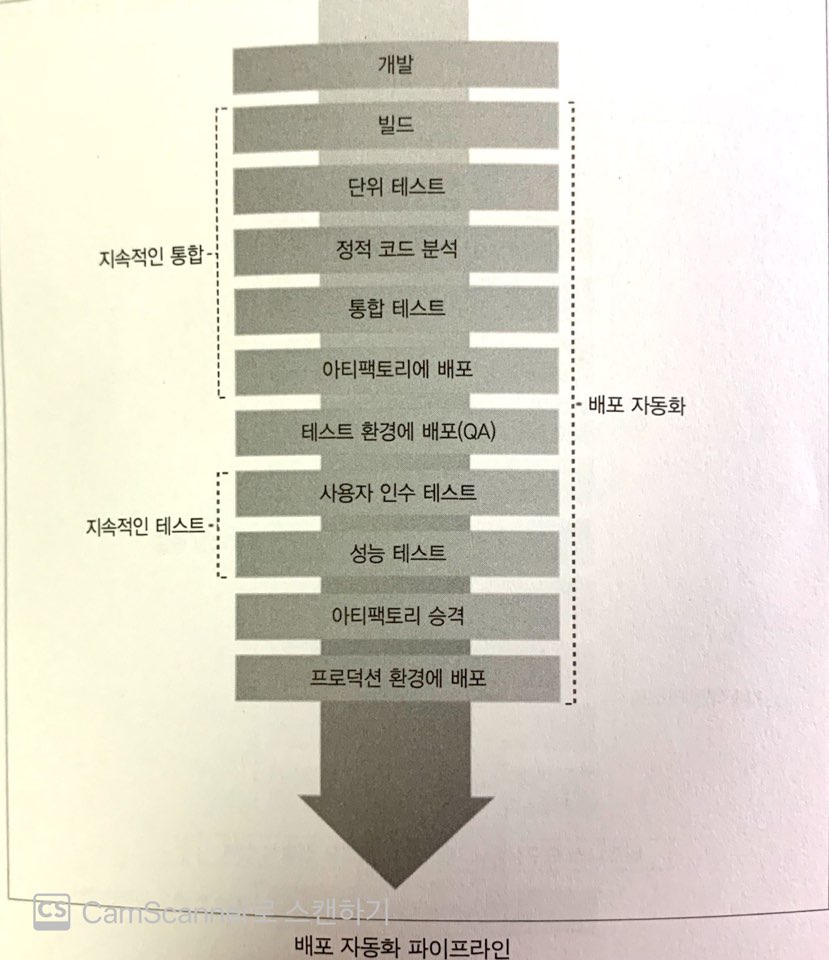 개발
빌드
단위 테스트
정적 코드 분석
지속적인 통합
통합 테스트
아티팩토리에 배포
배포 자동화
테스트 환경에 배포(QA)
사용자 인수 테스트
지속적인 테스트
성능 테스트
아티팩토리 승격
프로덕션 환경에 배포
CS CamScanner로 스캔하기
배포 자동화 파이프라인